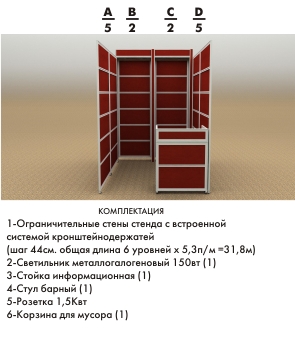 A B C D
5 2 2 5
КОМПЛЕКТАЦИЯ
1-Ограничительные стены стенда с встроенной
системой кронштейнодержатей
(шаг 44см. общая длина 6 уровней x 5,3п/м =31,8м)
2-Светильник металлогалогеновый 150вт (1)
3-Стойка информационная (1)
4-Стул барный (1)
5-Розетка 1,5Квт
6-Корзина для мусора (1)